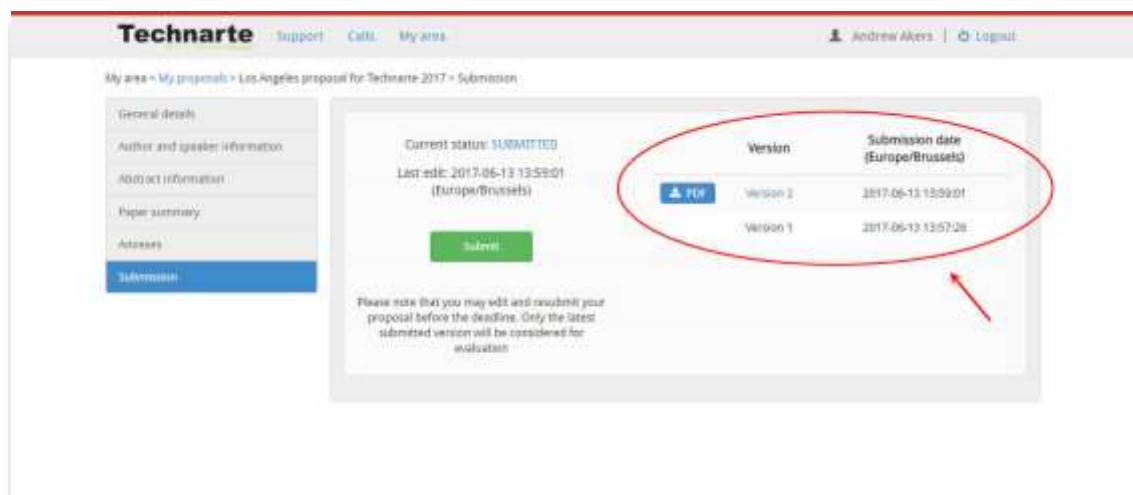 Technarte Support Calls My area Andrew Akers | Logout
My area » My proposals » Los Angeles proposal for Technarte 2017 » Submission
General details
Author and speaker information
Abstract information
Paper summary
Annexes
Submission
Current status: SUBMITTED
Last edit: 2017-06-13 13:59:01
(Europe/Brussels)
Submit
Please note that you may edit and resubmit your
proposal before the deadline. Only the latest
submitted version will be considered for
evaluation
Version Submission date
(Europe/Brussels)
PDF Version 2 2017-06-13 13:59:01
Version 1 2017-06-13 13:57:26